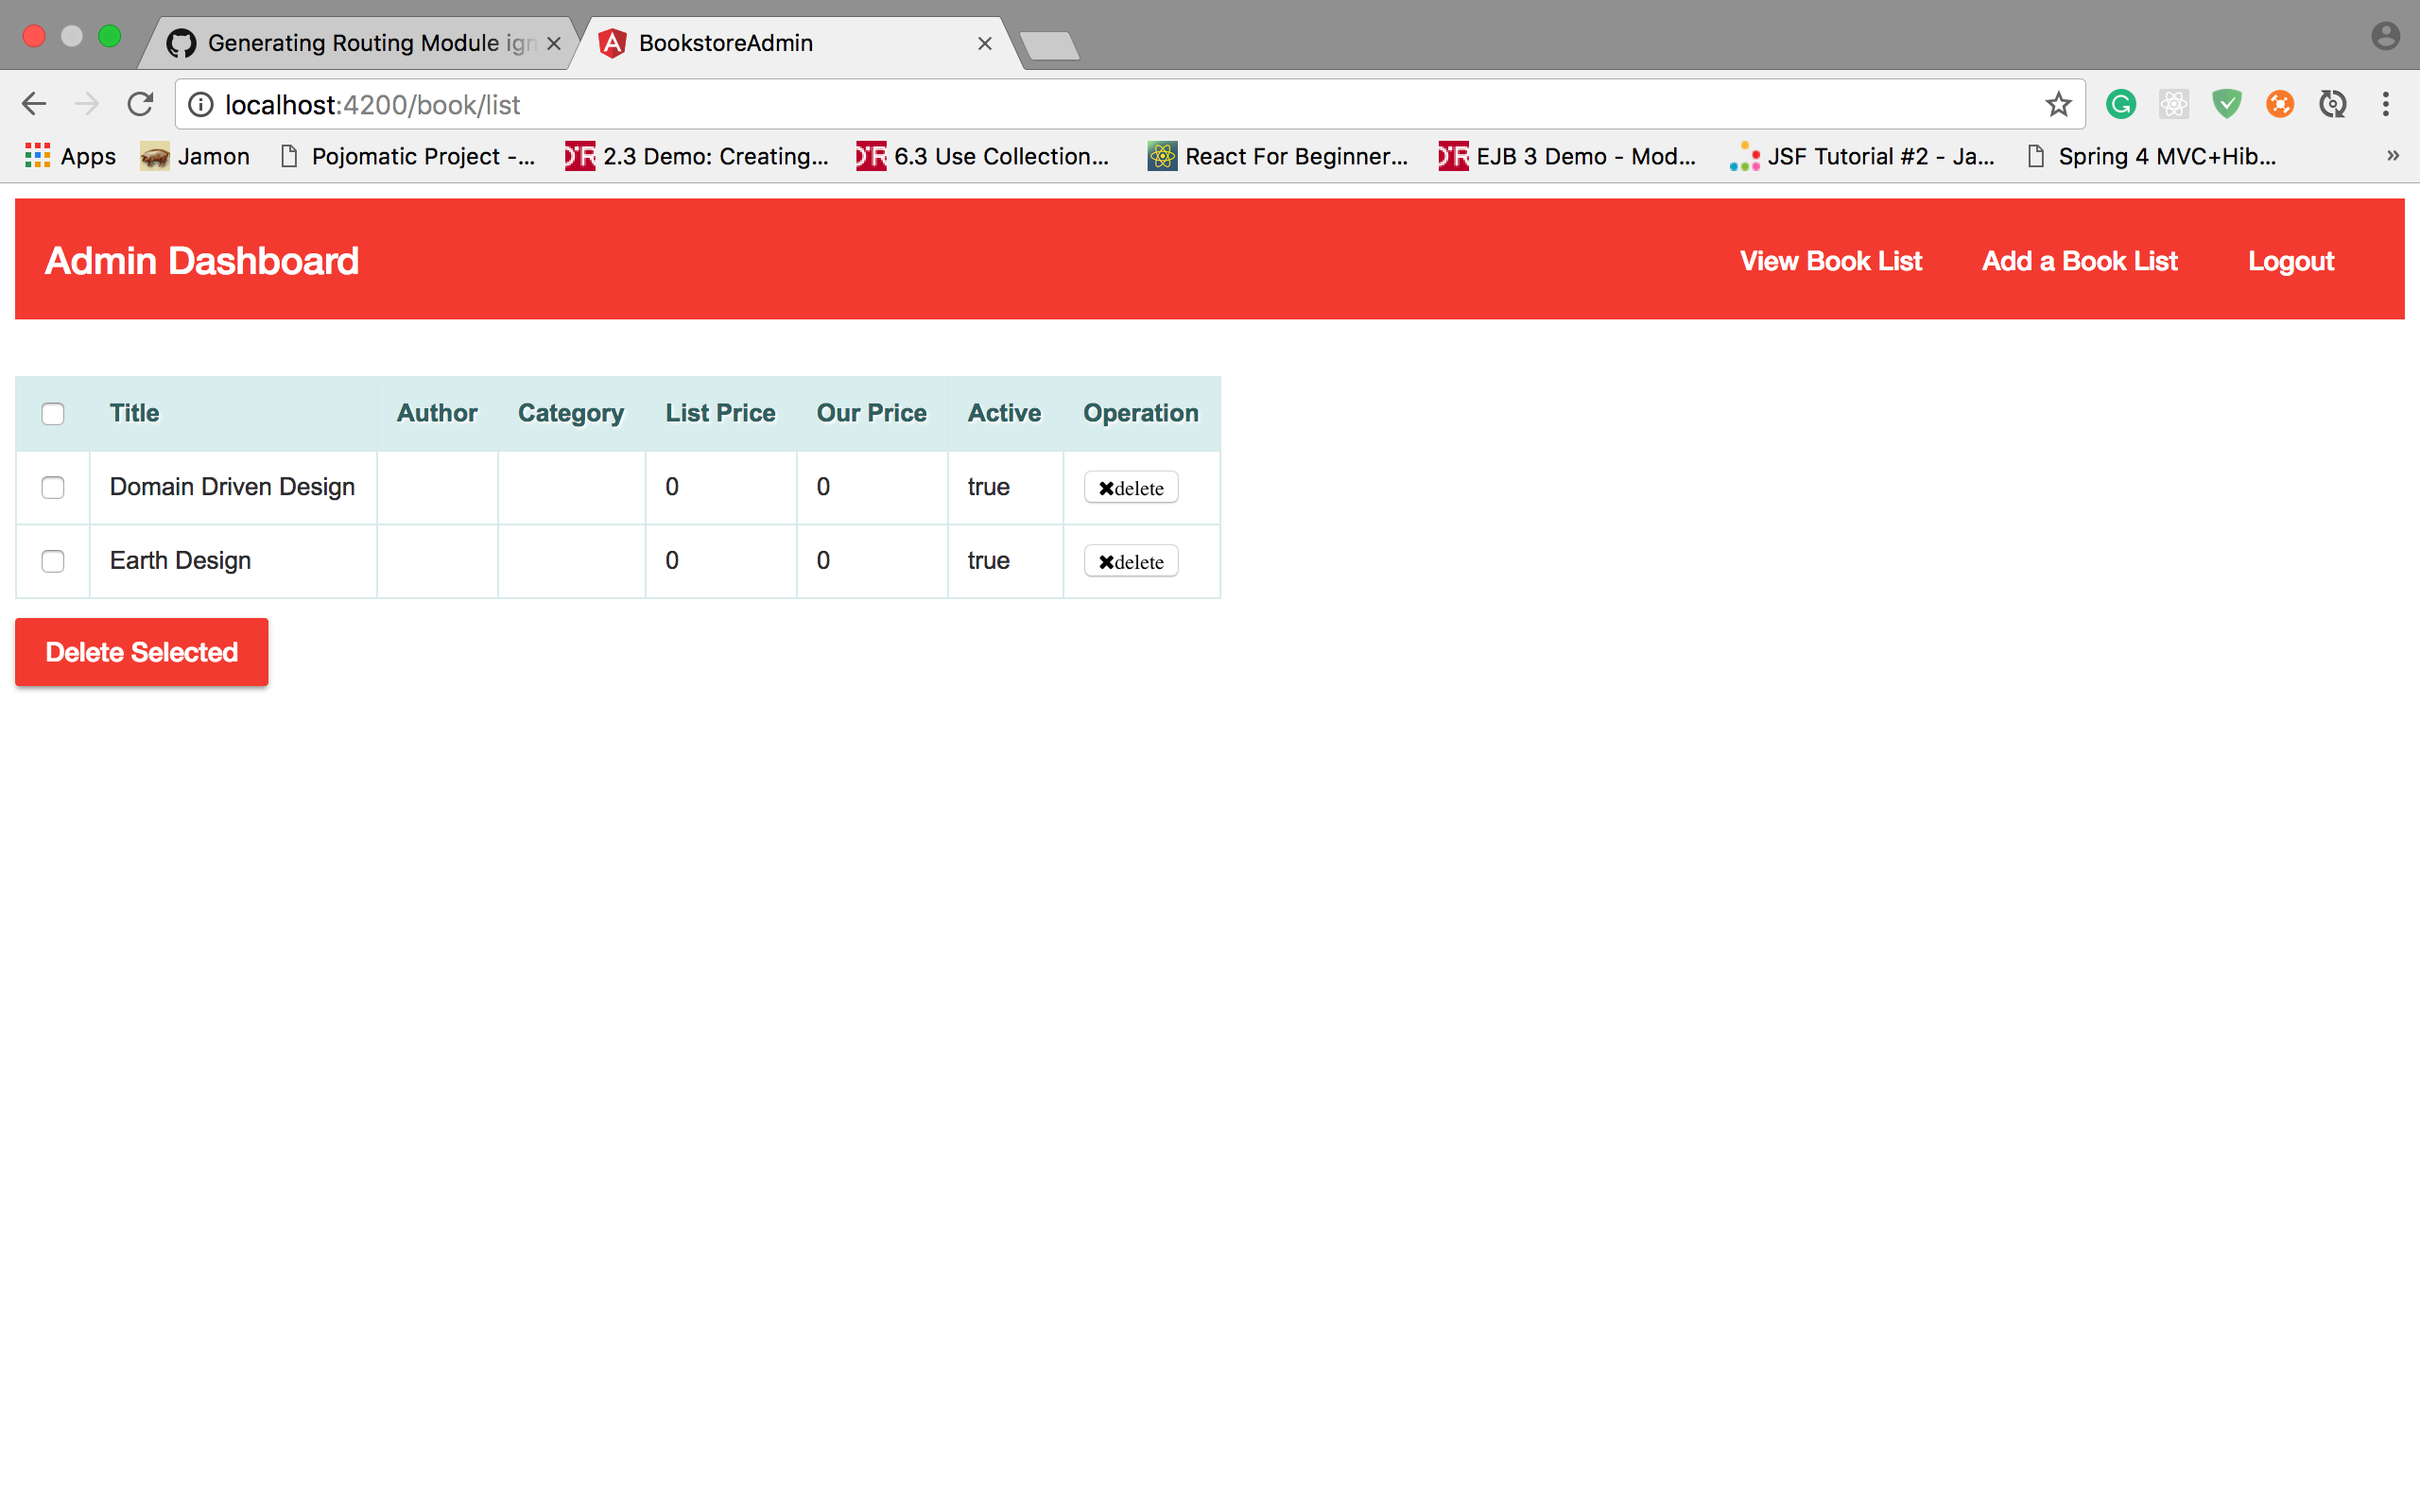 Generating Routing Module ign
BookstoreAdmin
localhost:4200/book/list
Apps Jamon Pojomatic Project -... 2.3 Demo: Creating... 6.3 Use Collection... React For Beginner... EJB 3 Demo - Mod... JSF Tutorial #2 - Ja... Spring 4 MVC+Hib... »
Admin Dashboard View Book List Add a Book List Logout
Title Author Category List Price Our Price Active Operation
Domain Driven Design 0 0 true ✖delete
Earth Design 0 0 true ✖delete
Delete Selected